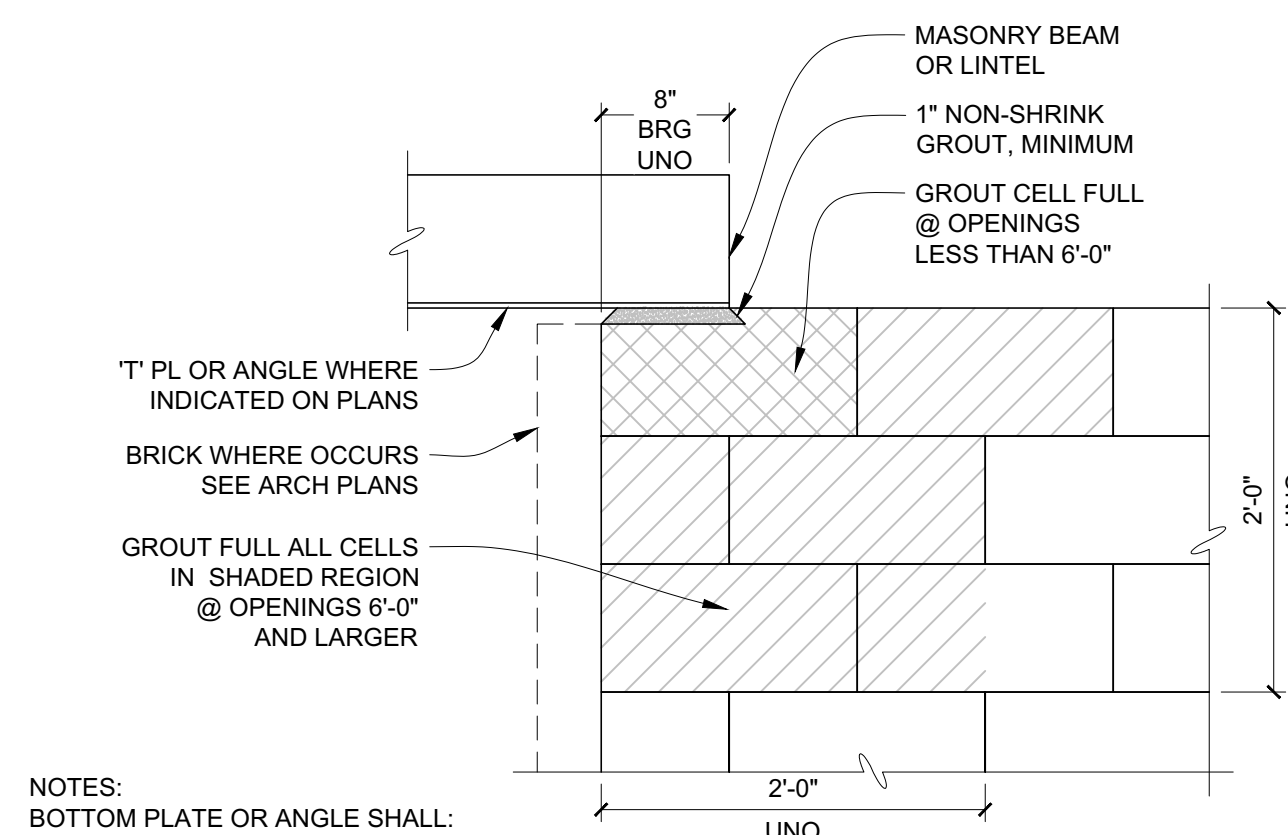 MASONRY BEAM
OR LINTEL
8"
BRG
UNO
1" NON-SHRINK
GROUT, MINIMUM
GROUT CELL FULL
@ OPENINGS
LESS THAN 6'-0"
'T' PL OR ANGLE WHERE
INDICATED ON PLANS
BRICK WHERE OCCURS
SEE ARCH PLANS
GROUT FULL ALL CELLS
IN SHADED REGION
@ OPENINGS 6'-0"
AND LARGER
2'-0"
UNO
NOTES:
BOTTOM PLATE OR ANGLE SHALL:
2'-0"
UNO